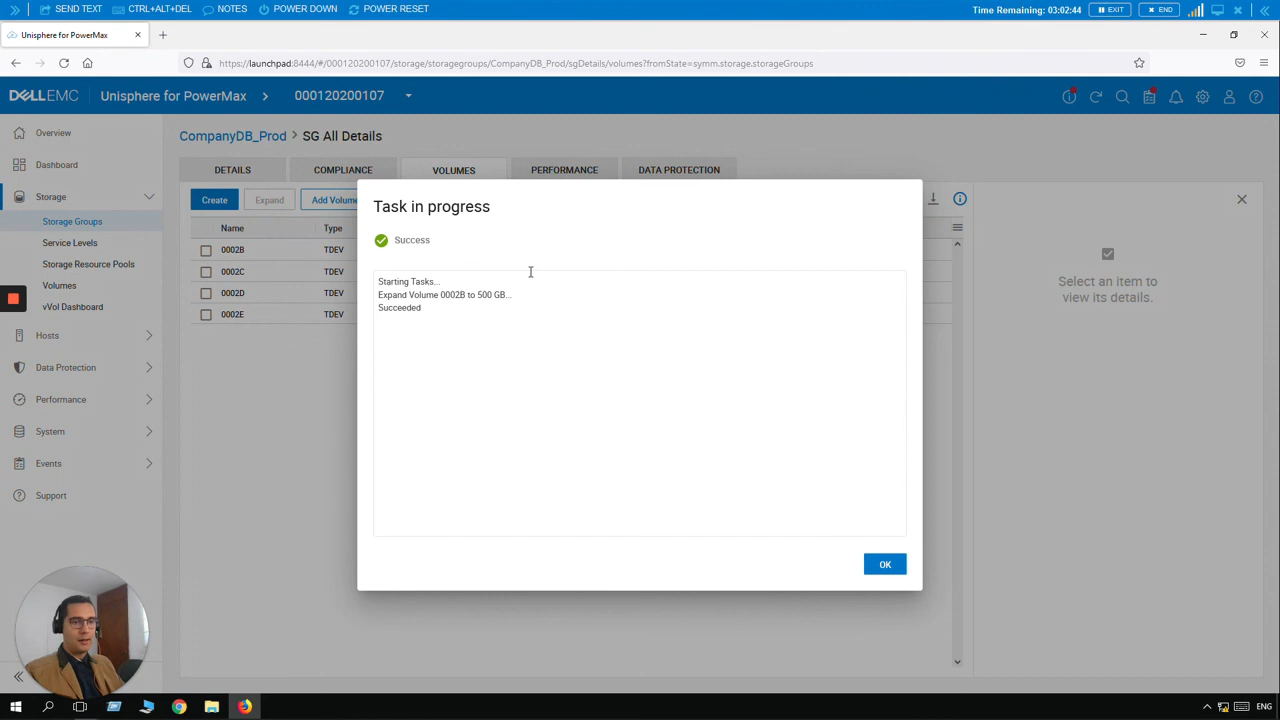 SEND TEXT CTRL+ALT+DEL NOTES POWER DOWN POWER RESET Time Remaining: 03:02:44 EXIT END
Unisphere for PowerMax
https://launchpad:8444/#/000120200107/storage/storagegroups/CompanyDB_Prod/sgDetails/volumes?fromState=symm.storage.storageGroups
DELLEMC Unisphere for PowerMax 000120200107
Overview
Dashboard
Storage
Storage Groups
Service Levels
Storage Resource Pools
Volumes
vVol Dashboard
Hosts
Data Protection
Performance
System
Events
Support
CompanyDB_Prod > SG All Details
DETAILS COMPLIANCE VOLUMES PERFORMANCE DATA PROTECTION
Create Expand Add Volume
Name Type
0002B TDEV
0002C TDEV
0002D TDEV
0002E TDEV
Task in progress
Success
Starting Tasks...
Expand Volume 0002B to 500 GB...
Succeeded
OK
Select an item to
view its details.
ENG